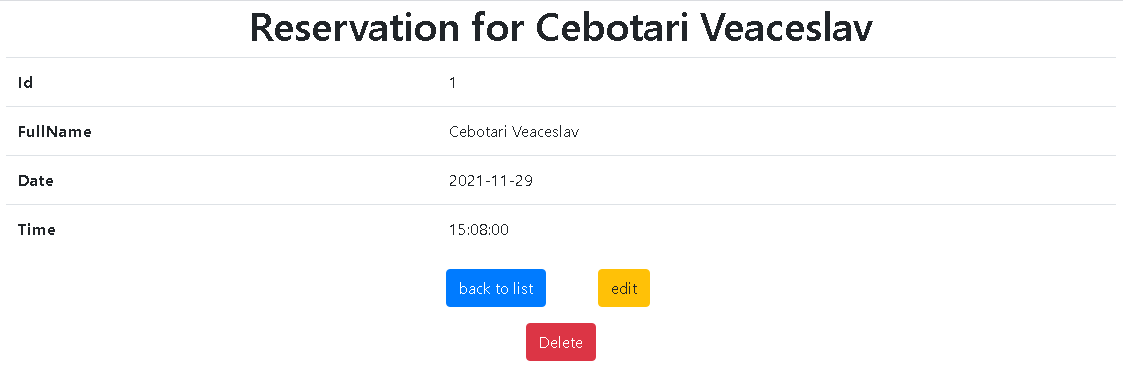 Reservation for Cebotari Veaceslav
Id 1
FullName Cebotari Veaceslav
Date 2021-11-29
Time 15:08:00
back to list edit
Delete